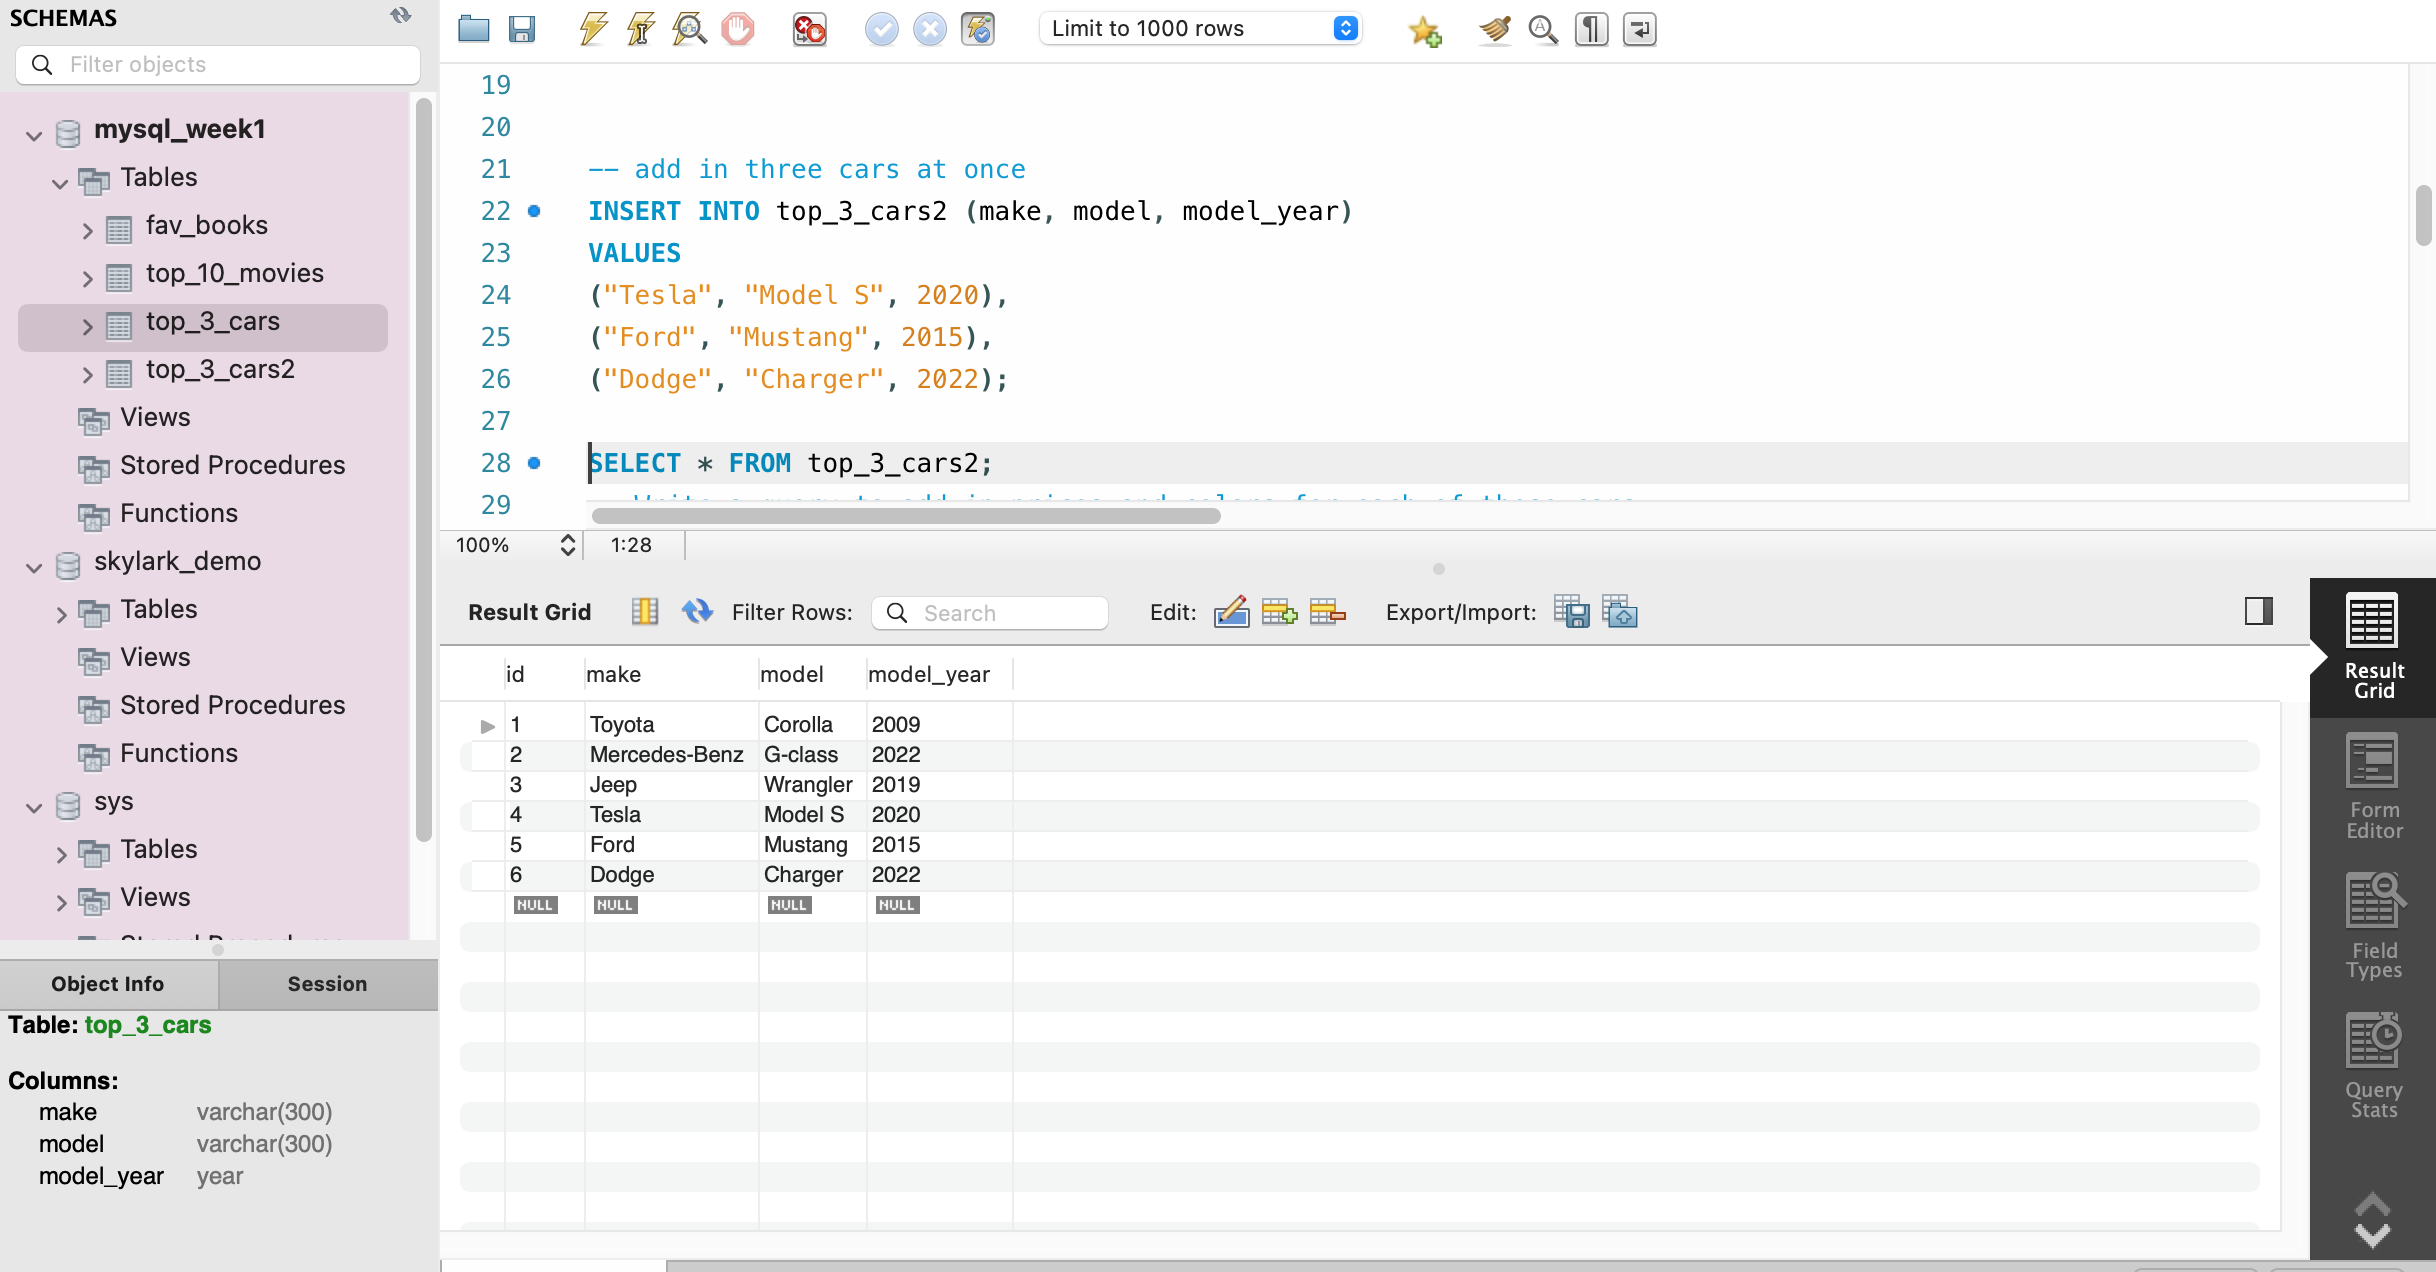 SCHEMAS
Filter objects
mysql_week1
Tables
fav_books
top_10_movies
top_3_cars
top_3_cars2
Views
Stored Procedures
Functions
skylark_demo
Tables
Views
Stored Procedures
Functions
sys
Tables
Views
Stored Procedures
Object Info Session
Table: top_3_cars
Columns:
make varchar(300)
model varchar(300)
model_year year
Limit to 1000 rows
19
20
21 -- add in three cars at once
22 INSERT INTO top_3_cars2 (make, model, model_year)
23 VALUES
24 ("Tesla", "Model S", 2020),
25 ("Ford", "Mustang", 2015),
26 ("Dodge", "Charger", 2022);
27
28 SELECT * FROM top_3_cars2;
29
100% 1:28
Result Grid Filter Rows: Search Edit: Export/Import:
id make model model_year
1 Toyota Corolla 2009
2 Mercedes-Benz G-class 2022
3 Jeep Wrangler 2019
4 Tesla Model S 2020
5 Ford Mustang 2015
6 Dodge Charger 2022
NULL NULL NULL NULL
Result
Grid
Form
Editor
Field
Types
Query
Stats